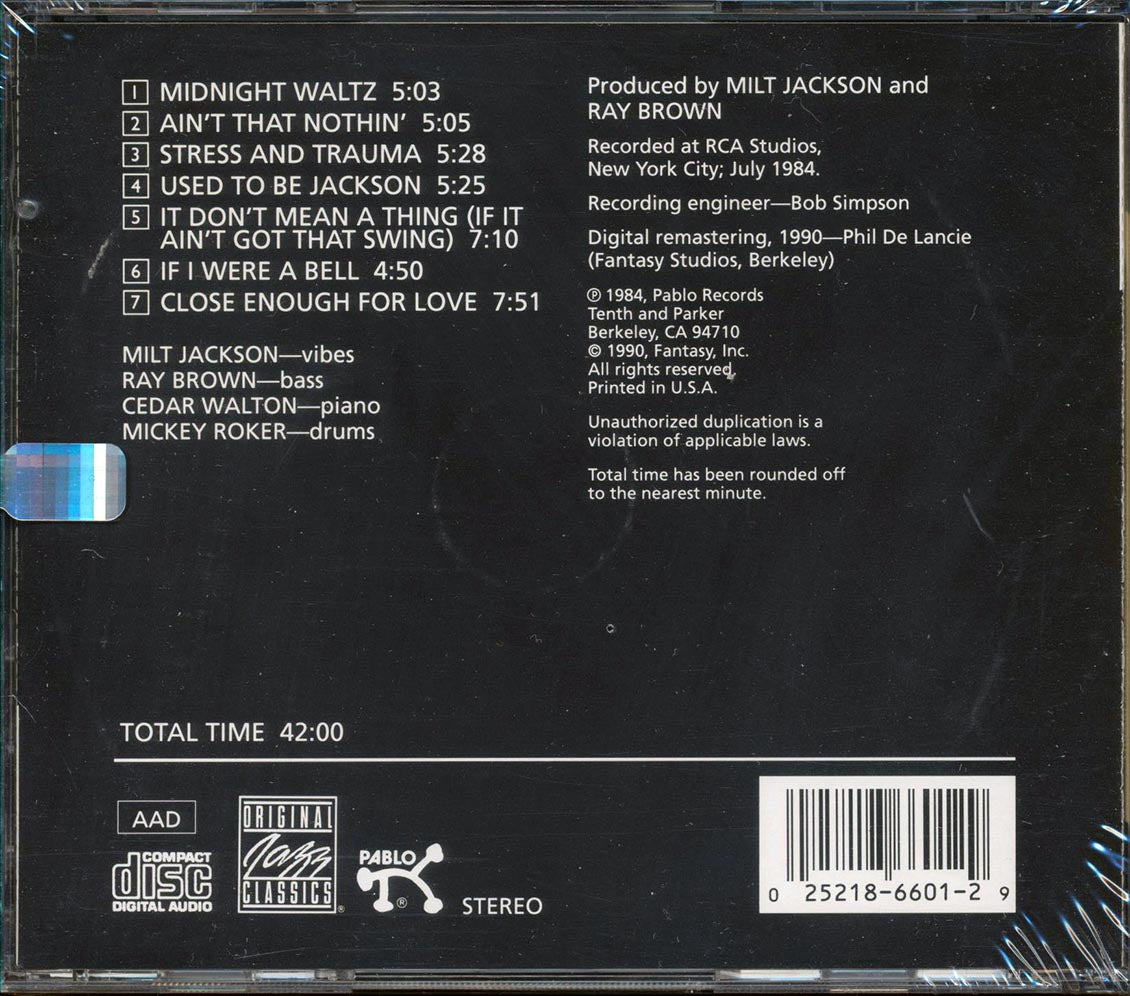 1 MIDNIGHT WALTZ 5:03
2 AIN'T THAT NOTHIN' 5:05
3 STRESS AND TRAUMA 5:28
4 USED TO BE JACKSON 5:25
5 IT DON'T MEAN A THING (IF IT
AIN'T GOT THAT SWING) 7:10
6 IF I WERE A BELL 4:50
7 CLOSE ENOUGH FOR LOVE 7:51
MILT JACKSON—vibes
RAY BROWN—bass
CEDAR WALTON—piano
MICKEY ROKER—drums
Produced by MILT JACKSON and
RAY BROWN
Recorded at RCA Studios,
New York City; July 1984.
Recording engineer—Bob Simpson
Digital remastering, 1990—Phil De Lancie
(Fantasy Studios, Berkeley)
℗ 1984, Pablo Records
Tenth and Parker
Berkeley, CA 94710
© 1990, Fantasy, Inc.
All rights reserved.
Printed in U.S.A.
Unauthorized duplication is a
violation of applicable laws.
Total time has been rounded off
to the nearest minute.
TOTAL TIME 42:00
AAD
COMPACT
disc
DIGITAL AUDIO
ORIGINAL
Jazz
CLASSICS®
PABLO
®
STEREO
0 25218-6601-2 9